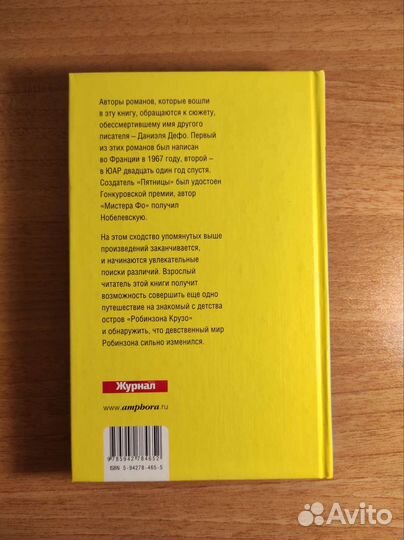 Авторы романов, которые вошли
в эту книгу, обращаются к сюжету,
обессмертившему имя другого
писателя – Даниэля Дефо. Первый
из этих романов был написан
во Франции в 1967 году, второй –
в ЮАР двадцать один год спустя.
Создатель «Пятницы» был удостоен
Гонкуровской премии, автор
«Мистера Фо» получил
Нобелевскую.
На этом сходство упомянутых выше
произведений заканчивается,
и начинаются увлекательные
поиски различий. Взрослый
читатель этой книги получит
возможность совершить еще одно
путешествие на знакомый с детства
остров «Робинзона Крузо»
и обнаружить, что девственный мир
Робинзона сильно изменился.
Журнал
www.amphora.ru
9785942784652
ISBN 5-94278-465-5
Avito